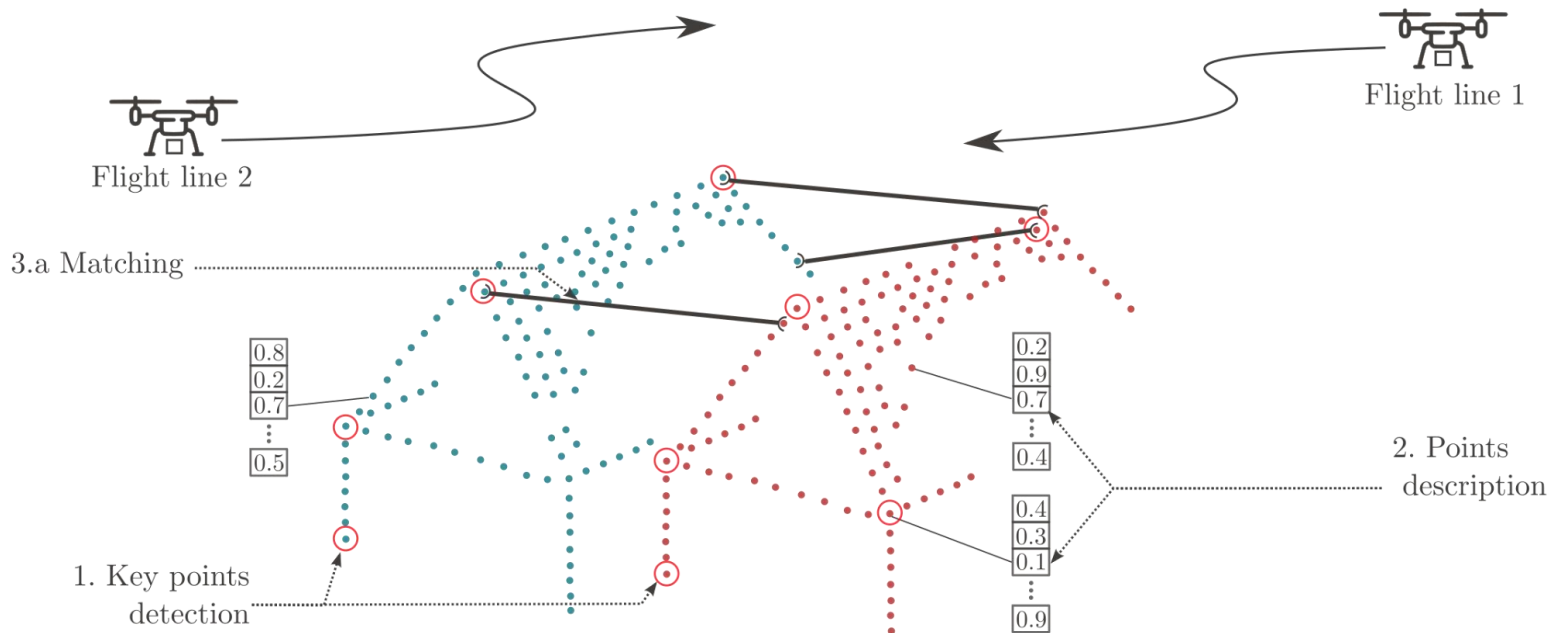 Flight line 1
Flight line 2
3.a Matching
0.8
0.2
0.7
0.5
0.2
0.9
0.7
0.4
2. Points
description
0.4
0.3
0.1
0.9
1. Key points
detection